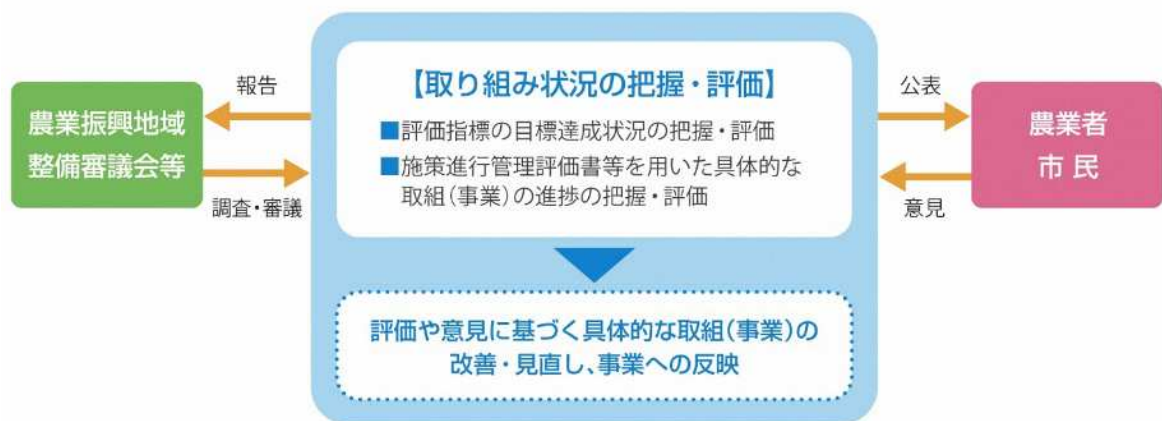 報告
農業振興地域
整備審議会等
調査・審議
【取り組み状況の把握・評価】
■評価指標の目標達成状況の把握・評価
■施策進行管理評価書等を用いた具体的な
取組(事業)の進捗の把握・評価
評価や意見に基づく具体的な取組(事業)の
改善・見直し、事業への反映
公表
農業者
市民
意見